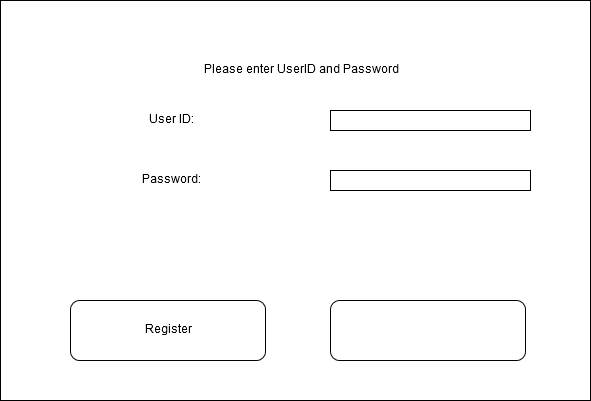 Please enter UserID and Password
User ID:
Password:
Register